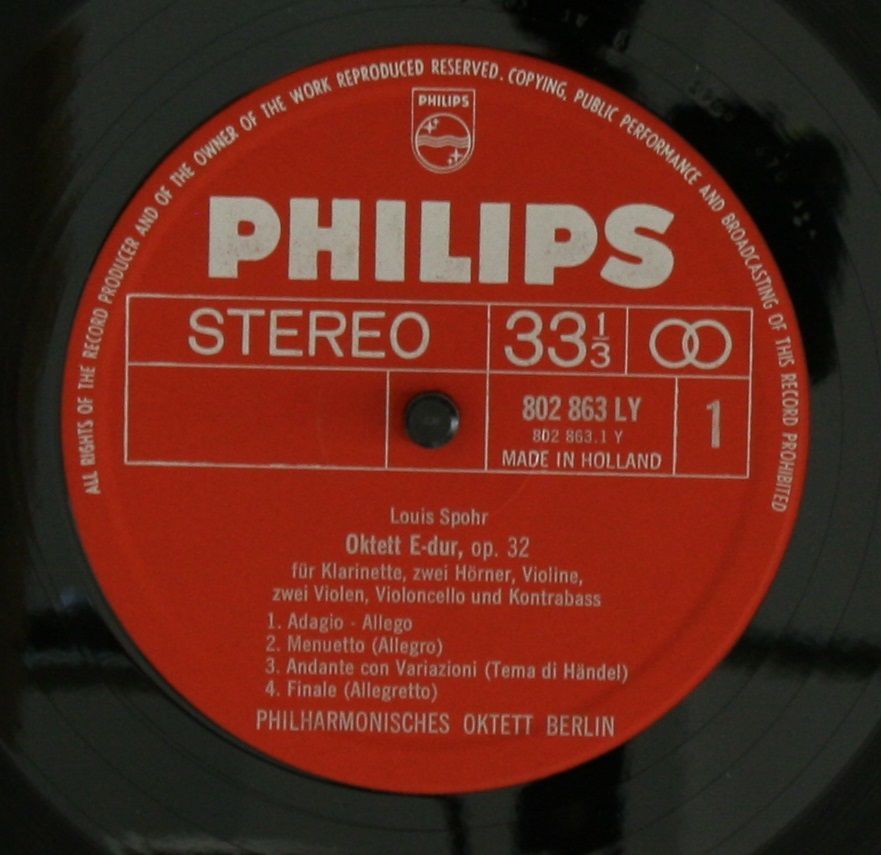 ALL RIGHTS OF THE RECORD PRODUCER AND OF THE OWNER OF THE WORK REPRODUCED RESERVED. COPYING, PUBLIC PERFORMANCE AND BROADCASTING OF THIS RECORD PROHIBITED
PHILIPS
PHILIPS
STEREO 33 1/3
802 863 LY 1
802 863.1 Y
MADE IN HOLLAND
Louis Spohr
Oktett E-dur, op. 32
für Klarinette, zwei Hörner, Violine,
zwei Violen, Violoncello und Kontrabass
1. Adagio - Allego
2. Menuetto (Allegro)
3. Andante con Variazioni (Tema di Händel)
4. Finale (Allegretto)
PHILHARMONISCHES OKTETT BERLIN